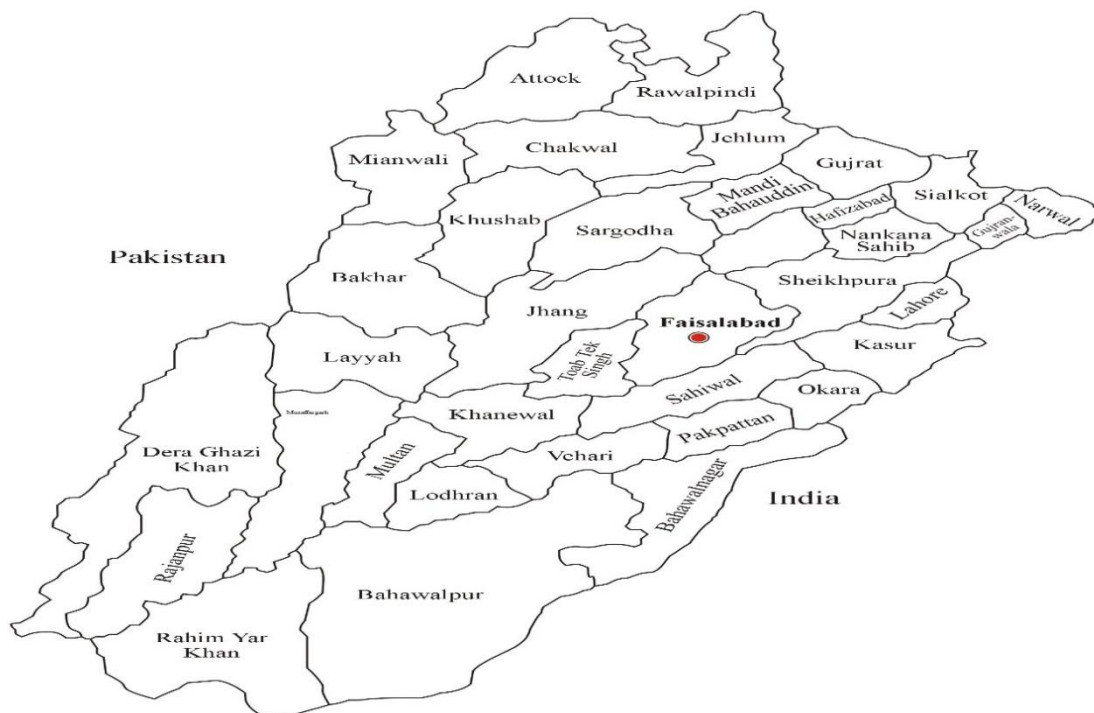 Attock
Rawalpindi
Chakwal
Jehlum
Mianwali
Gujrat
Mandi
Bahauddin
Sialkot
Narwal
Khushab
Hafizabad
Sargodha
Gujran-
wala
Nankana
Sahib
Pakistan
Bakhar
Sheikhpura
Jhang
Lahore
Faisalabad
Kasur
Layyah
Toab Tek
Singh
Sahiwal
Okara
Muzaffargarh
Khanewal
Pakpattan
Dera Ghazi
Khan
Multan
Vchari
Lodhran
Bahawalnagar
India
Rajanpur
Bahawalpur
Rahim Yar
Khan